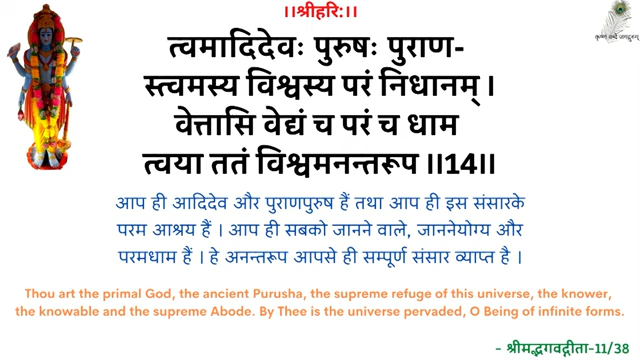 ।।श्रीहरि:।।
कृष्णं वन्दे जगद्गुरुम्
त्वमादिदेवः पुरुषः पुराण-
स्त्वमस्य विश्वस्य परं निधानम् ।
वेत्तासि वेद्यं च परं च धाम
त्वया ततं विश्वमनन्तरूप ।।14।।
आप ही आदिदेव और पुराणपुरुष हैं तथा आप ही इस संसारके
परम आश्रय हैं । आप ही सबको जानने वाले, जाननेयोग्य और
परमधाम हैं । हे अनन्तरूप आपसे ही सम्पूर्ण संसार व्याप्त है ।
Thou art the primal God, the ancient Purusha, the supreme refuge of this universe, the knower,
the knowable and the supreme Abode. By Thee is the universe pervaded, O Being of infinite forms.
- श्रीमद्भगवद्गीता-11/38